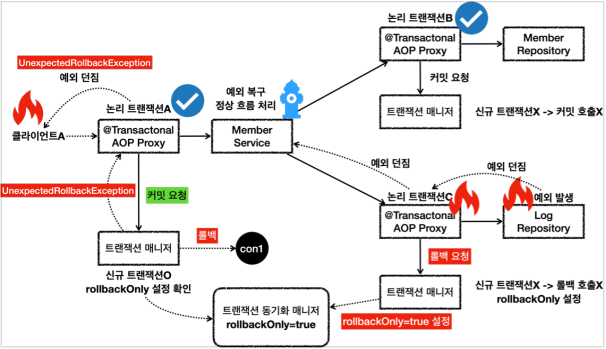 논리 트랜잭션B
@Transactonal
AOP Proxy
Member
Repository
커밋 요청
트랜잭션 매니저
신규 트랜잭션X -> 커밋 호출X
UnexpectedRollbackException
예외 던짐
논리 트랜잭션A
예외 복구
정상 흐름 처리
클라이언트A
@Transactonal
AOP Proxy
Member
Service
예외 던짐
예외 던짐
논리 트랜잭션C
예외 발생
@Transactonal
AOP Proxy
Log
Repository
UnexpectedRollbackException
커밋 요청
롤백
con1
트랜잭션 매니저
신규 트랜잭션O
rollbackOnly 설정 확인
롤백 요청
트랜잭션 매니저
신규 트랜잭션X -> 롤백 호출X
rollbackOnly 설정
트랜잭션 동기화 매니저
rollbackOnly=true
rollbackOnly=true 설정